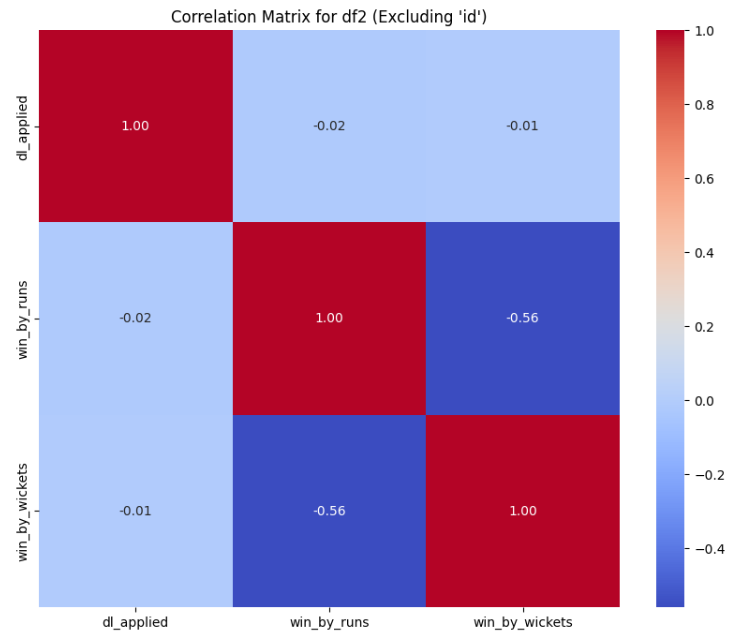 Correlation Matrix for df2 (Excluding 'id')
dl_applied
1.00
-0.02
-0.01
win_by_runs
-0.02
1.00
-0.56
win_by_wickets
-0.01
-0.56
1.00
dl_applied
win_by_runs
win_by_wickets
1.0
0.8
0.6
0.4
0.2
0.0
−0.2
−0.4